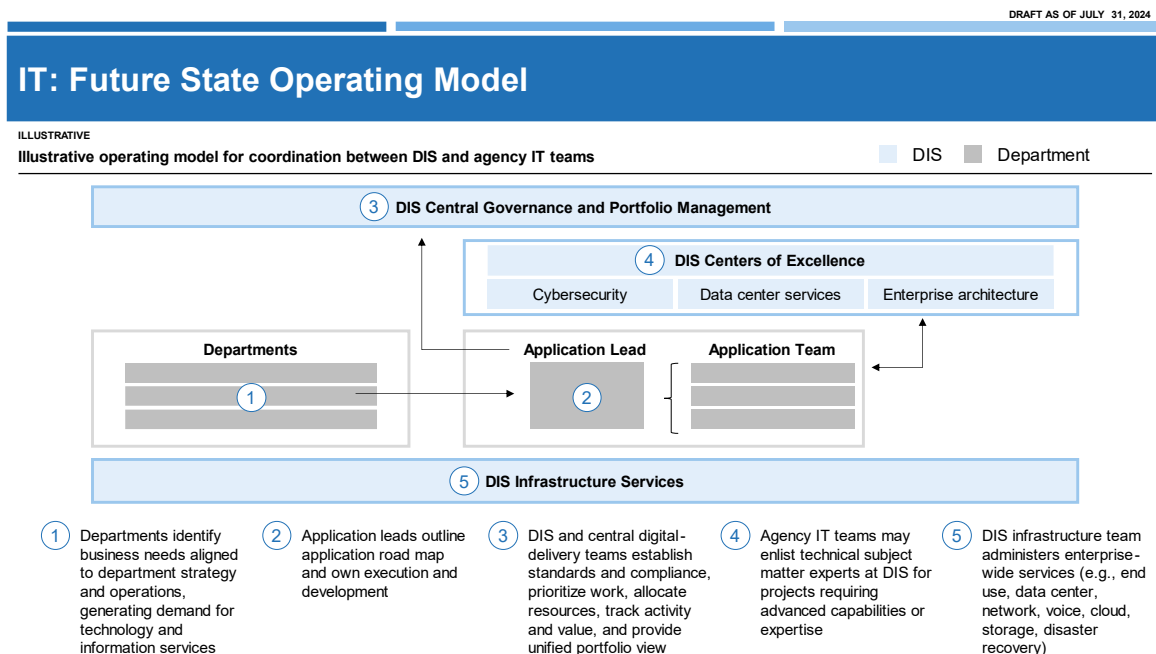 DRAFT AS OF JULY 31, 2024
IT: Future State Operating Model
ILLUSTRATIVE
Illustrative operating model for coordination between DIS and agency IT teams
DIS
Department
3 DIS Central Governance and Portfolio Management
4 DIS Centers of Excellence
Cybersecurity
Data center services
Enterprise architecture
Departments
1
Application Lead
2
Application Team
5 DIS Infrastructure Services
1
Departments identify
business needs aligned
to department strategy
and operations,
generating demand for
technology and
information services
2
Application leads outline
application road map
and own execution and
development
3
DIS and central digital-
delivery teams establish
standards and compliance,
prioritize work, allocate
resources, track activity
and value, and provide
unified portfolio view
4
Agency IT teams may
enlist technical subject
matter experts at DIS for
projects requiring
advanced capabilities or
expertise
5
DIS infrastructure team
administers enterprise-
wide services (e.g., end
use, data center,
network, voice, cloud,
storage, disaster
recovery)